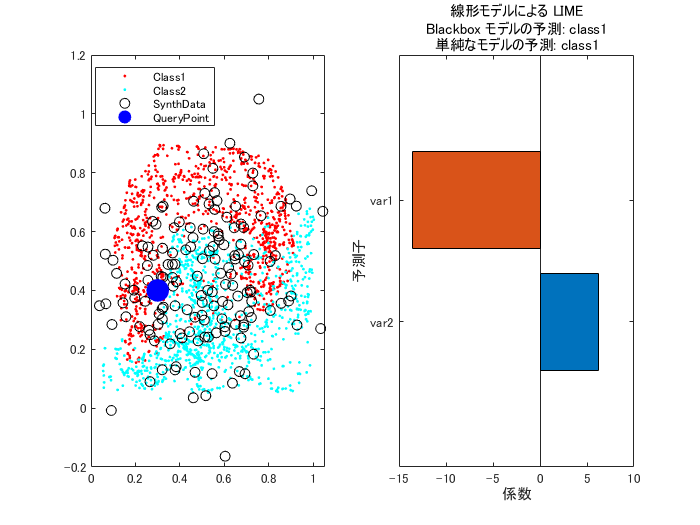 線形モデルによる LIME
Blackbox モデルの予測: class1
単純なモデルの予測: class1
Class1
Class2
SynthData
QueryPoint
1.2
1
0.8
0.6
0.4
0.2
0
-0.2
0 0.2 0.4 0.6 0.8 1
予測子
var1
var2
-15 -10 -5 0 5 10
係数